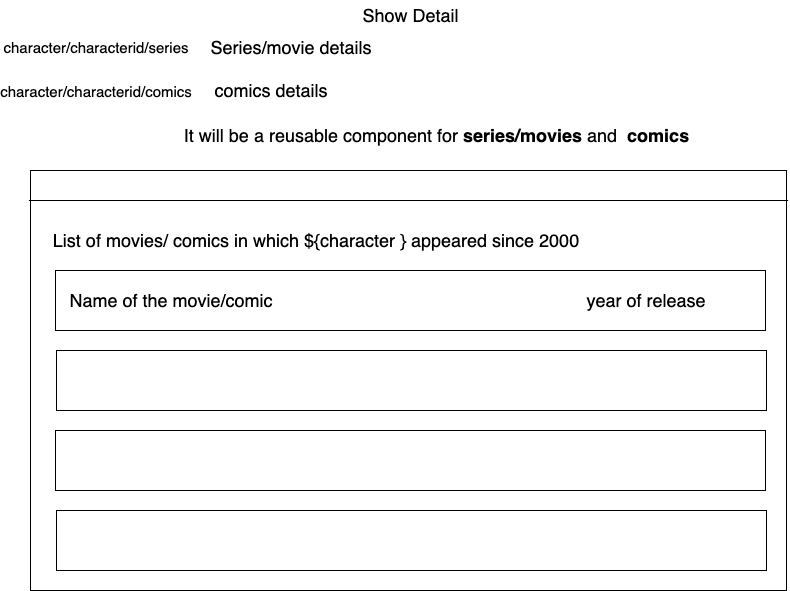 Show Detail
character/characterid/series Series/movie details
character/characterid/comics comics details
It will be a reusable component for series/movies and comics
List of movies/ comics in which ${character } appeared since 2000
Name of the movie/comic year of release